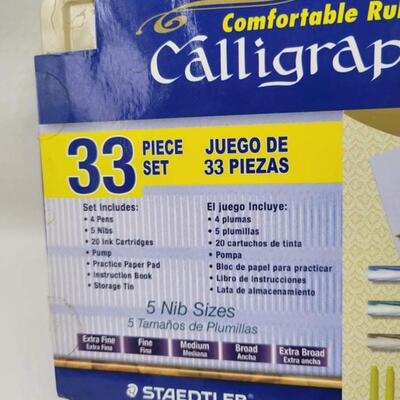 Comfortable Ru
Calligrap
33 PIECE SET
JUEGO DE 33 PIEZAS
Set Includes:
• 4 Pens
• 5 Nibs
• 20 Ink Cartridges
• Pump
• Practice Paper Pad
• Instruction Book
• Storage Tin
El juego Incluye:
• 4 plumas
• 5 plumillas
• 20 cartuchos de tinta
• Pompa
• Bloc de papel para practicar
• Libro de instrucciones
• Lata de almacenamiento
5 Nib Sizes
5 Tamaños de Plumillas
Extra Fine
Extra Fina
Fine
Fina
Medium
Mediana
Broad
Ancha
Extra Broad
Extra ancha
STAEDTLER